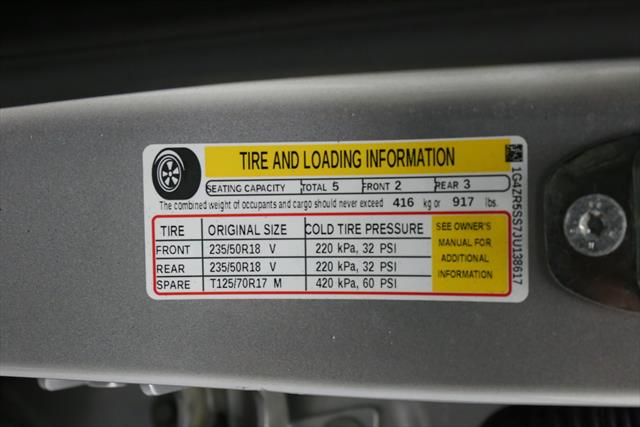 TIRE AND LOADING INFORMATION
SEATING CAPACITY TOTAL 5 FRONT 2 REAR 3
The combined weight of occupants and cargo should never exceed 416 kg or 917 lbs.
TIRE ORIGINAL SIZE COLD TIRE PRESSURE
FRONT 235/50R18 V 220 kPa, 32 PSI
REAR 235/50R18 V 220 kPa, 32 PSI
SPARE T125/70R17 M 420 kPa, 60 PSI
SEE OWNER'S
MANUAL FOR
ADDITIONAL
INFORMATION
1G4ZR5SS7JU138617